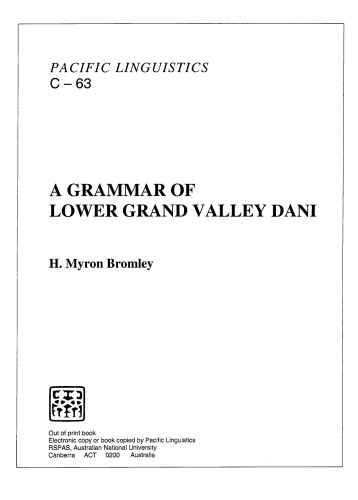 PACIFIC LINGUISTICS
C – 63
A GRAMMAR OF
LOWER GRAND VALLEY DANI
H. Myron Bromley
Out of print book
Electronic copy or book copied by Pacific Linguistics
RSPAS, Australian National University
Canberra ACT 0200 Australia